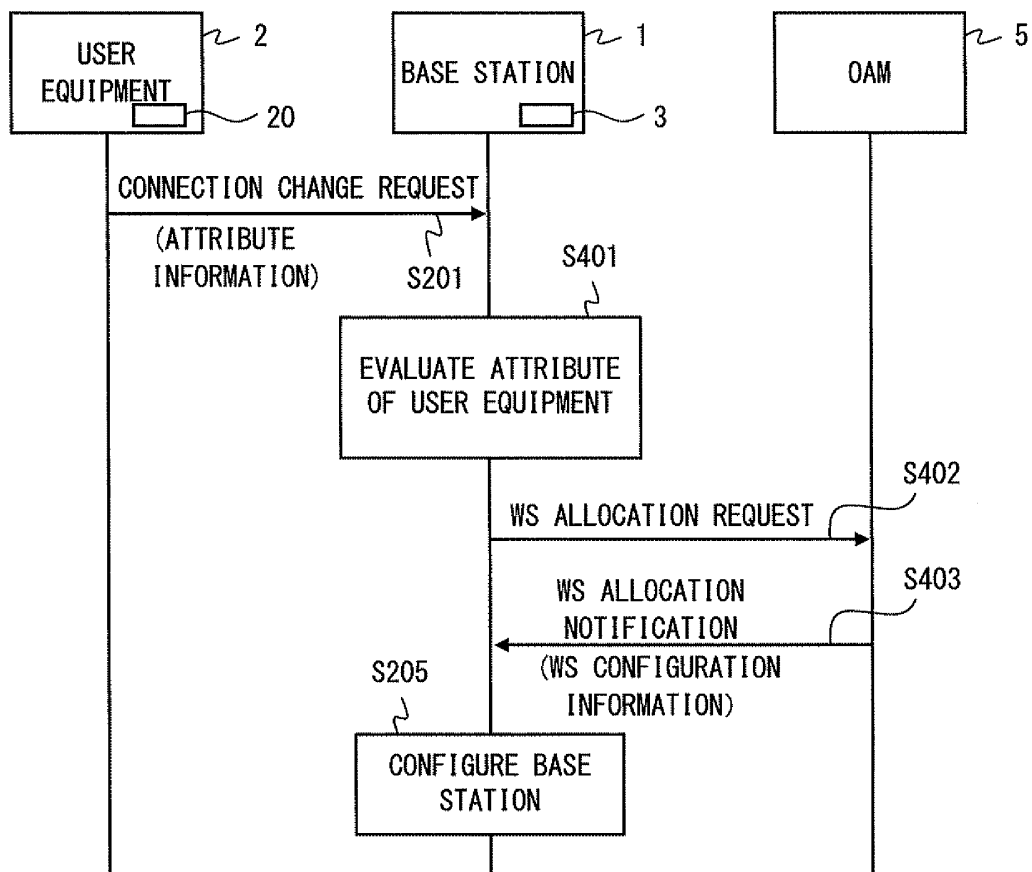 USER
EQUIPMENT
2
20
BASE STATION
1
3
OAM
5
CONNECTION CHANGE REQUEST
(ATTRIBUTE
INFORMATION)
S201
S401
EVALUATE ATTRIBUTE
OF USER EQUIPMENT
S402
WS ALLOCATION REQUEST
S403
WS ALLOCATION
NOTIFICATION
(WS CONFIGURATION
INFORMATION)
S205
CONFIGURE BASE
STATION